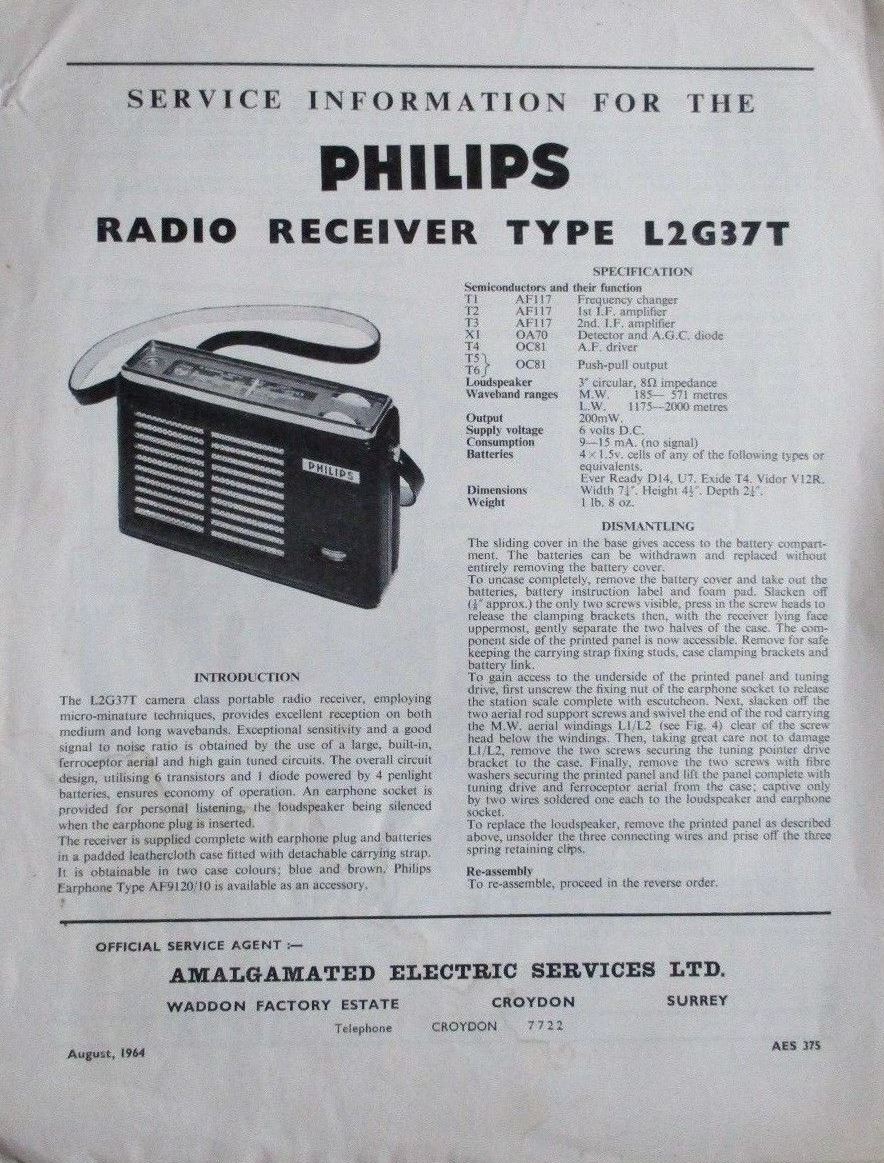 SERVICE INFORMATION FOR THE
PHILIPS
RADIO RECEIVER TYPE L2G37T
PHILIPS
INTRODUCTION
The L2G37T camera class portable radio receiver, employing
micro-minature techniques, provides excellent reception on both
medium and long wavebands. Exceptional sensitivity and a good
signal to noise ratio is obtained by the use of a large, built-in,
ferroceptor aerial and high gain tuned circuits. The overall circuit
design, utilising 6 transistors and 1 diode powered by 4 penlight
batteries, ensures economy of operation. An earphone socket is
provided for personal listening, the loudspeaker being silenced
when the earphone plug is inserted.
The receiver is supplied complete with earphone plug and batteries
in a padded leathercloth case fitted with detachable carrying strap.
It is obtainable in two case colours; blue and brown. Philips
Earphone Type AF9120/10 is available as an accessory.
SPECIFICATION
Semiconductors and their function
T1 AF117 Frequency changer
T2 AF117 1st I.F. amplifier
T3 AF117 2nd. I.F. amplifier
X1 OA70 Detector and A.G.C. diode
T4 OC81 A.F. driver
T5
T6 } OC81 Push-pull output
Loudspeaker 3" circular, 8Ω impedance
Waveband ranges M.W. 185— 571 metres
L.W. 1175—2000 metres
Output 200mW.
Supply voltage 6 volts D.C.
Consumption 9—15 mA. (no signal)
Batteries 4 × 1.5v. cells of any of the following types or
equivalents.
Ever Ready D14, U7. Exide T4. Vidor V12R.
Dimensions Width Height Depth
Weight 1 lb. 8 oz.
DISMANTLING
The sliding cover in the base gives access to the battery compart-
ment. The batteries can be withdrawn and replaced without
entirely removing the battery cover.
To uncase completely, remove the battery cover and take out the
batteries, battery instruction label and foam pad. Slacken off
( approx.) the only two screws visible, press in the screw heads to
release the clamping brackets then, with the receiver lying face
uppermost, gently separate the two halves of the case. The com-
ponent side of the printed panel is now accessible. Remove for safe
keeping the carrying strap fixing studs, case clamping brackets and
battery link.
To gain access to the underside of the printed panel and tuning
drive, first unscrew the fixing nut of the earphone socket to release
the station scale complete with escutcheon. Next, slacken off the
two aerial rod support screws and swivel the end of the rod carrying
the M.W. aerial windings L1/L2 (see Fig. 4) clear of the screw
head below the windings. Then, taking great care not to damage
L1/L2, remove the two screws securing the tuning pointer drive
bracket to the case. Finally, remove the two screws with fibre
washers securing the printed panel and lift the panel complete with
tuning drive and ferroceptor aerial from the case; captive only
by two wires soldered one each to the loudspeaker and earphone
socket.
To replace the loudspeaker, remove the printed panel as described
above, unsolder the three connecting wires and prise off the three
spring retaining clips.
Re-assembly
To re-assemble, proceed in the reverse order.
OFFICIAL SERVICE AGENT :—
AMALGAMATED ELECTRIC SERVICES LTD.
WADDON FACTORY ESTATE CROYDON SURREY
Telephone CROYDON 7722
August, 1964
AES 375